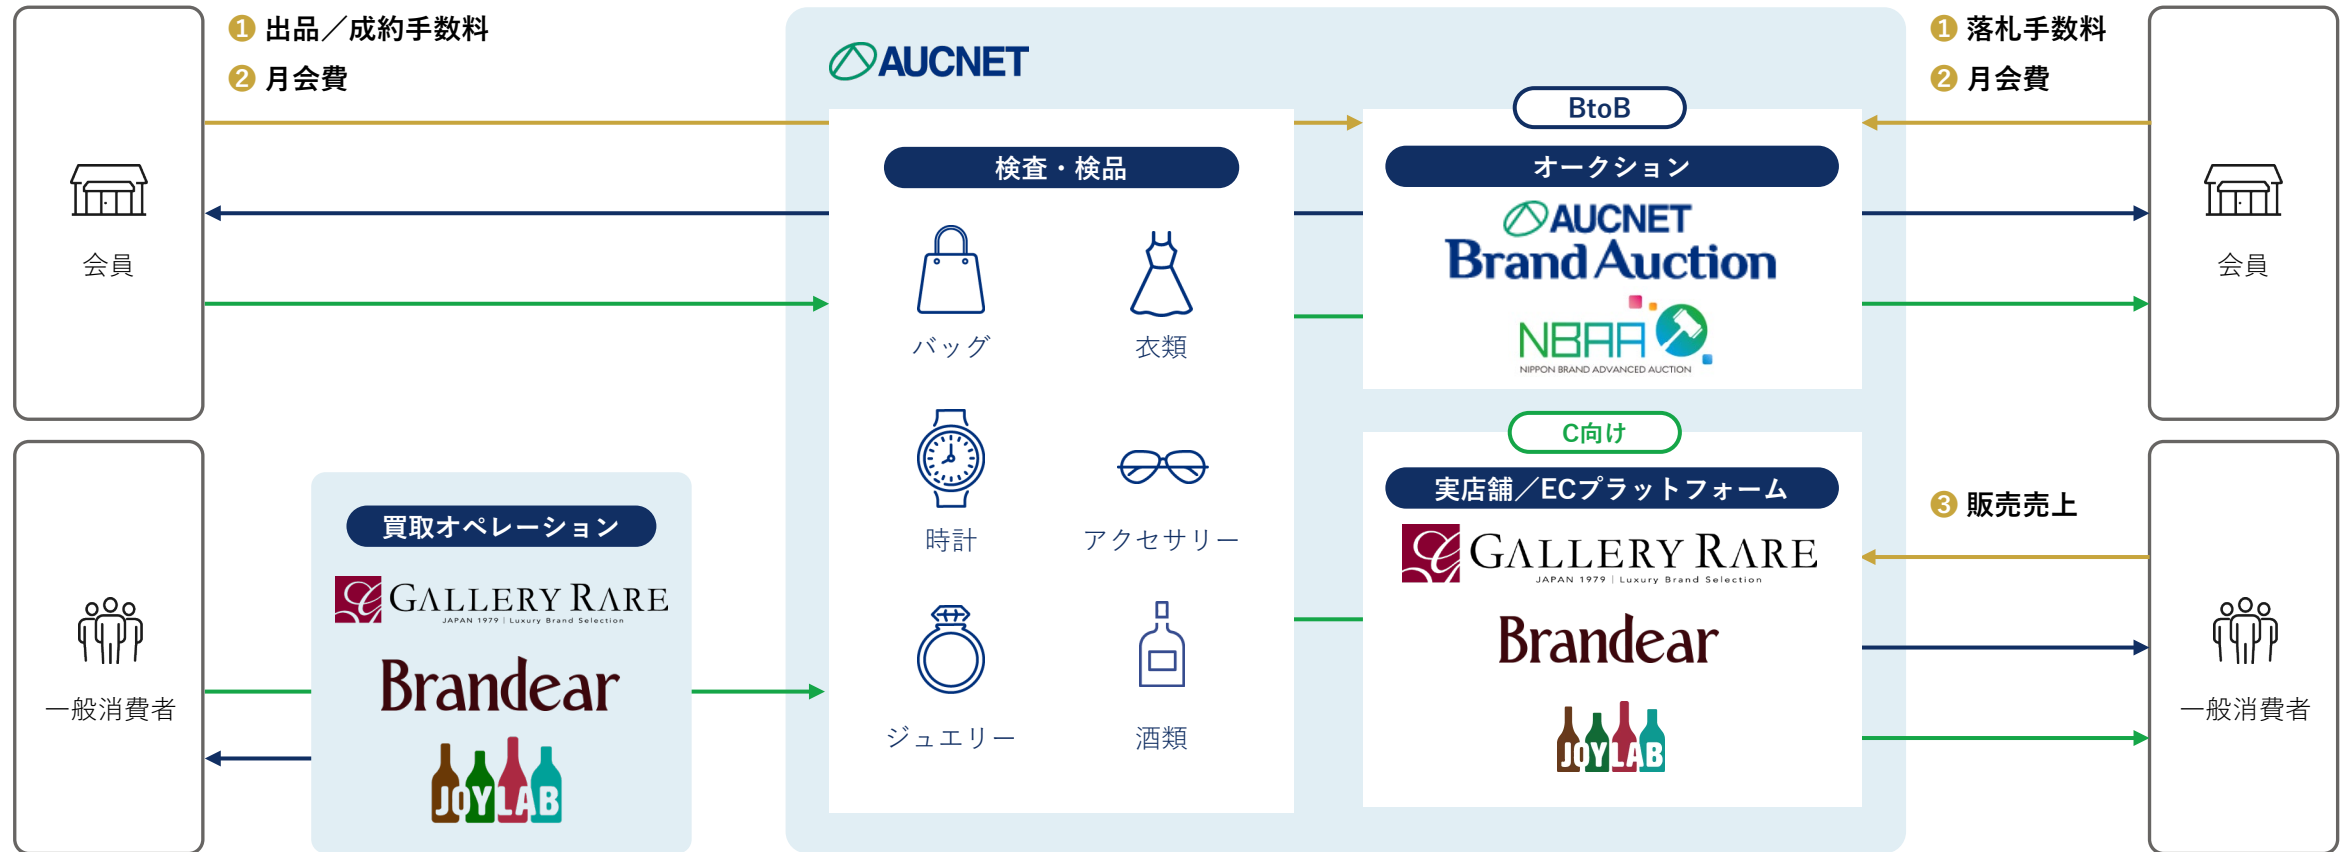 ❶ 出品／成約手数料
❷ 月会費
会員
一般消費者
買取オペレーション
GALLERY RARE
JAPAN 1979 | Luxury Brand Selection
Brandear
JOYLAB
AUCNET
検査・検品
バッグ
衣類
時計
アクセサリー
ジュエリー
酒類
BtoB
オークション
AUCNET
Brand Auction
NBAA
NIPPON BRAND ADVANCED AUCTION
C向け
実店舗／ECプラットフォーム
GALLERY RARE
JAPAN 1979 | Luxury Brand Selection
Brandear
JOYLAB
❶ 落札手数料
❷ 月会費
会員
❸ 販売売上
一般消費者